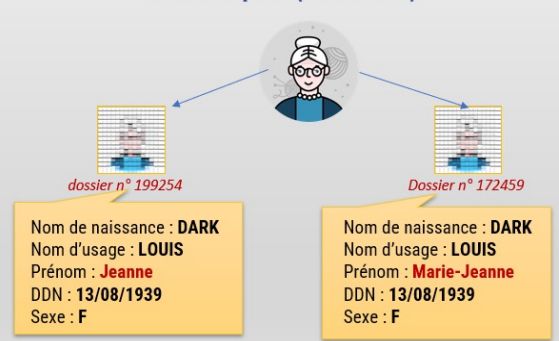 dossier n° 199254
Nom de naissance : DARK
Nom d'usage : LOUIS
Prénom : Jeanne
DDN : 13/08/1939
Sexe : F
Dossier n° 172459
Nom de naissance : DARK
Nom d'usage : LOUIS
Prénom : Marie-Jeanne
DDN : 13/08/1939
Sexe : F